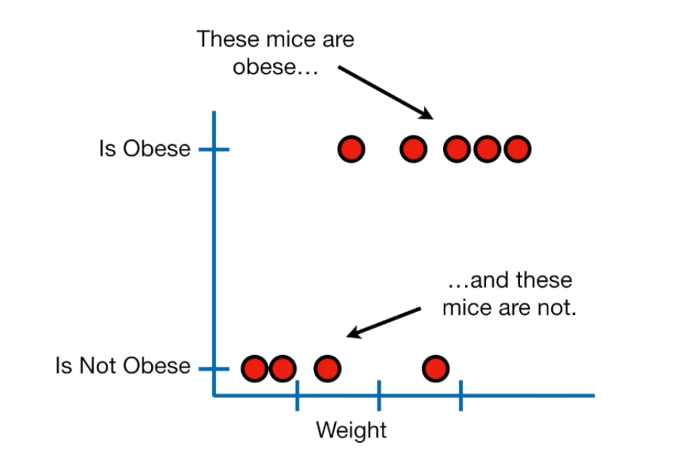 These mice are
obese…
Is Obese
…and these
mice are not.
Is Not Obese
Weight